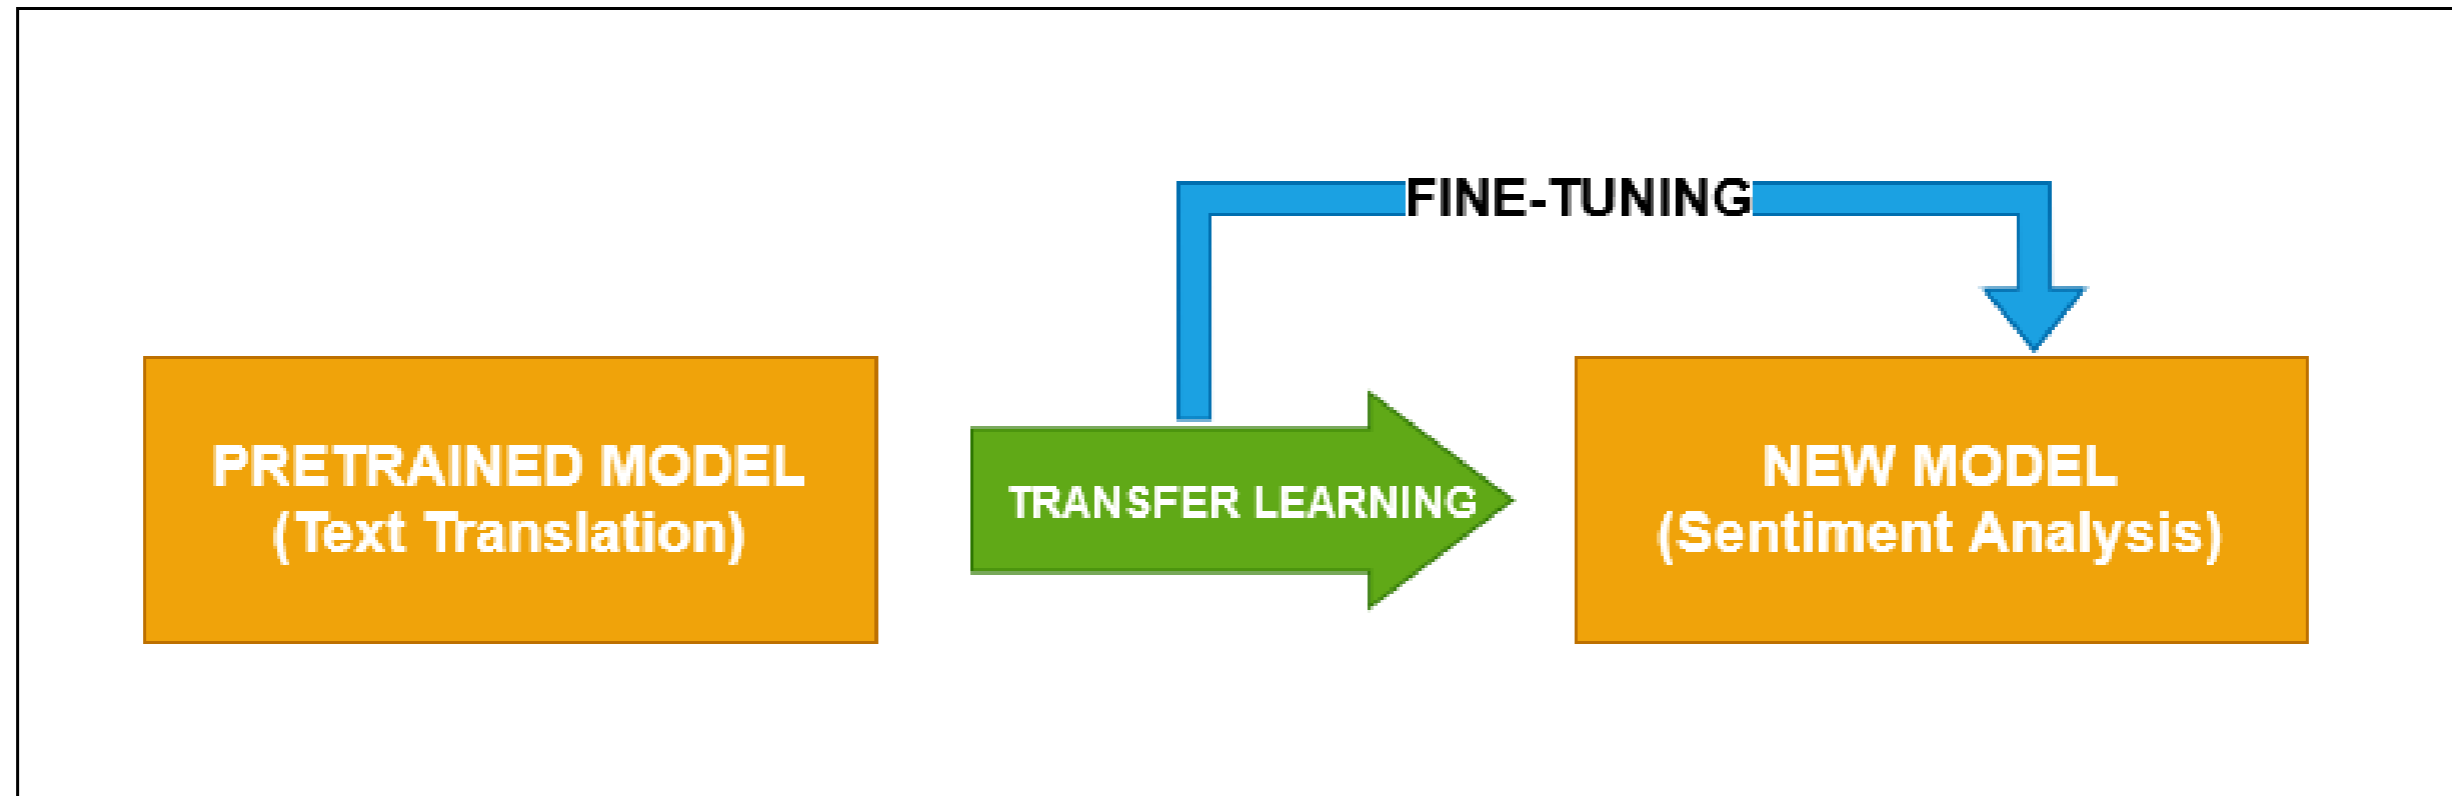 FINE-TUNING
PRETRAINED MODEL
(Text Translation)
TRANSFER LEARNING
NEW MODEL
(Sentiment Analysis)